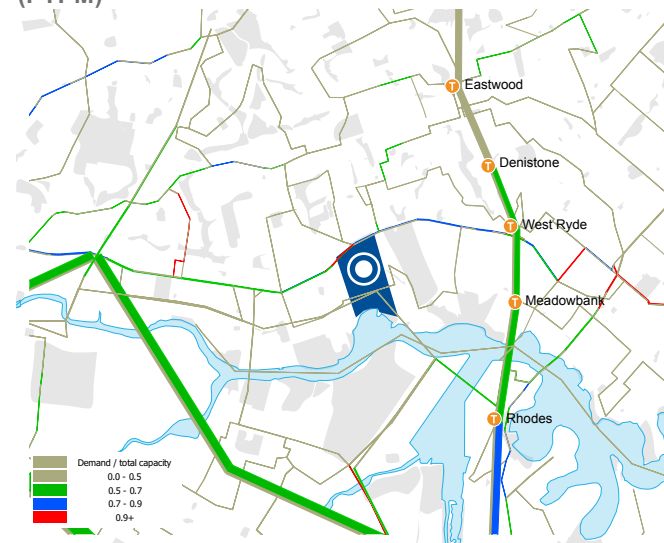 Eastwood
Denistone
West Ryde
Meadowbank
Rhodes
T
T
T
T
T
Demand / total capacity
0.0 - 0.5
0.5 - 0.7
0.7 - 0.9
0.9+